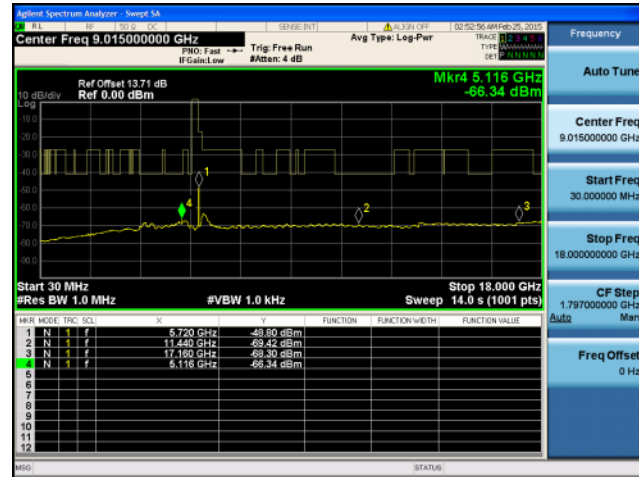 Agilent Spectrum Analyzer - Swept SA
RL RF 50 Ω DC SENSE:INT ALIGN OFF 02:52:56 AM Feb 25, 2015
Center Freq 9.015000000 GHz
PNO: Fast
IFGain:Low
Trig: Free Run
#Atten: 4 dB
Avg Type: Log-Pwr
TRACE 1 2 3 4 5 6
TYPE
DET P N N N N N
Frequency
Auto Tune
Center Freq
9.015000000 GHz
Start Freq
30.000000 MHz
Stop Freq
18.000000000 GHz
CF Step
1.797000000 GHz
Auto Man
Freq Offset
0 Hz
Ref Offset 13.71 dB
Ref 0.00 dBm
10 dB/div
Log
Mkr4 5.116 GHz
-66.34 dBm
-10.0
-20.0
-30.0
-40.0
-50.0
-60.0
-70.0
-80.0
-90.0
1
2
3
4
Start 30 MHz Stop 18.000 GHz
#Res BW 1.0 MHz #VBW 1.0 kHz Sweep 14.0 s (1001 pts)
MKR MODE TRC SCL X Y FUNCTION FUNCTION WIDTH FUNCTION VALUE
1 N 1 f 5.720 GHz -48.80 dBm
2 N 1 f 11.440 GHz -69.42 dBm
3 N 1 f 17.160 GHz -68.30 dBm
4 N 1 f 5.116 GHz -66.34 dBm
5
6
7
8
9
10
11
12
MSG STATUS